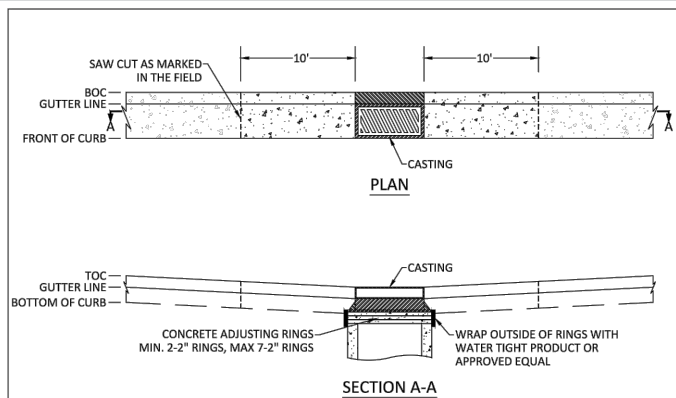 10'
10'
SAW CUT AS MARKED
IN THE FIELD
BOC
GUTTER LINE
A
A
FRONT OF CURB
CASTING
PLAN
TOC
GUTTER LINE
BOTTOM OF CURB
CASTING
CONCRETE ADJUSTING RINGS
MIN. 2-2" RINGS, MAX 7-2" RINGS
WRAP OUTSIDE OF RINGS WITH
WATER TIGHT PRODUCT OR
APPROVED EQUAL
SECTION A-A